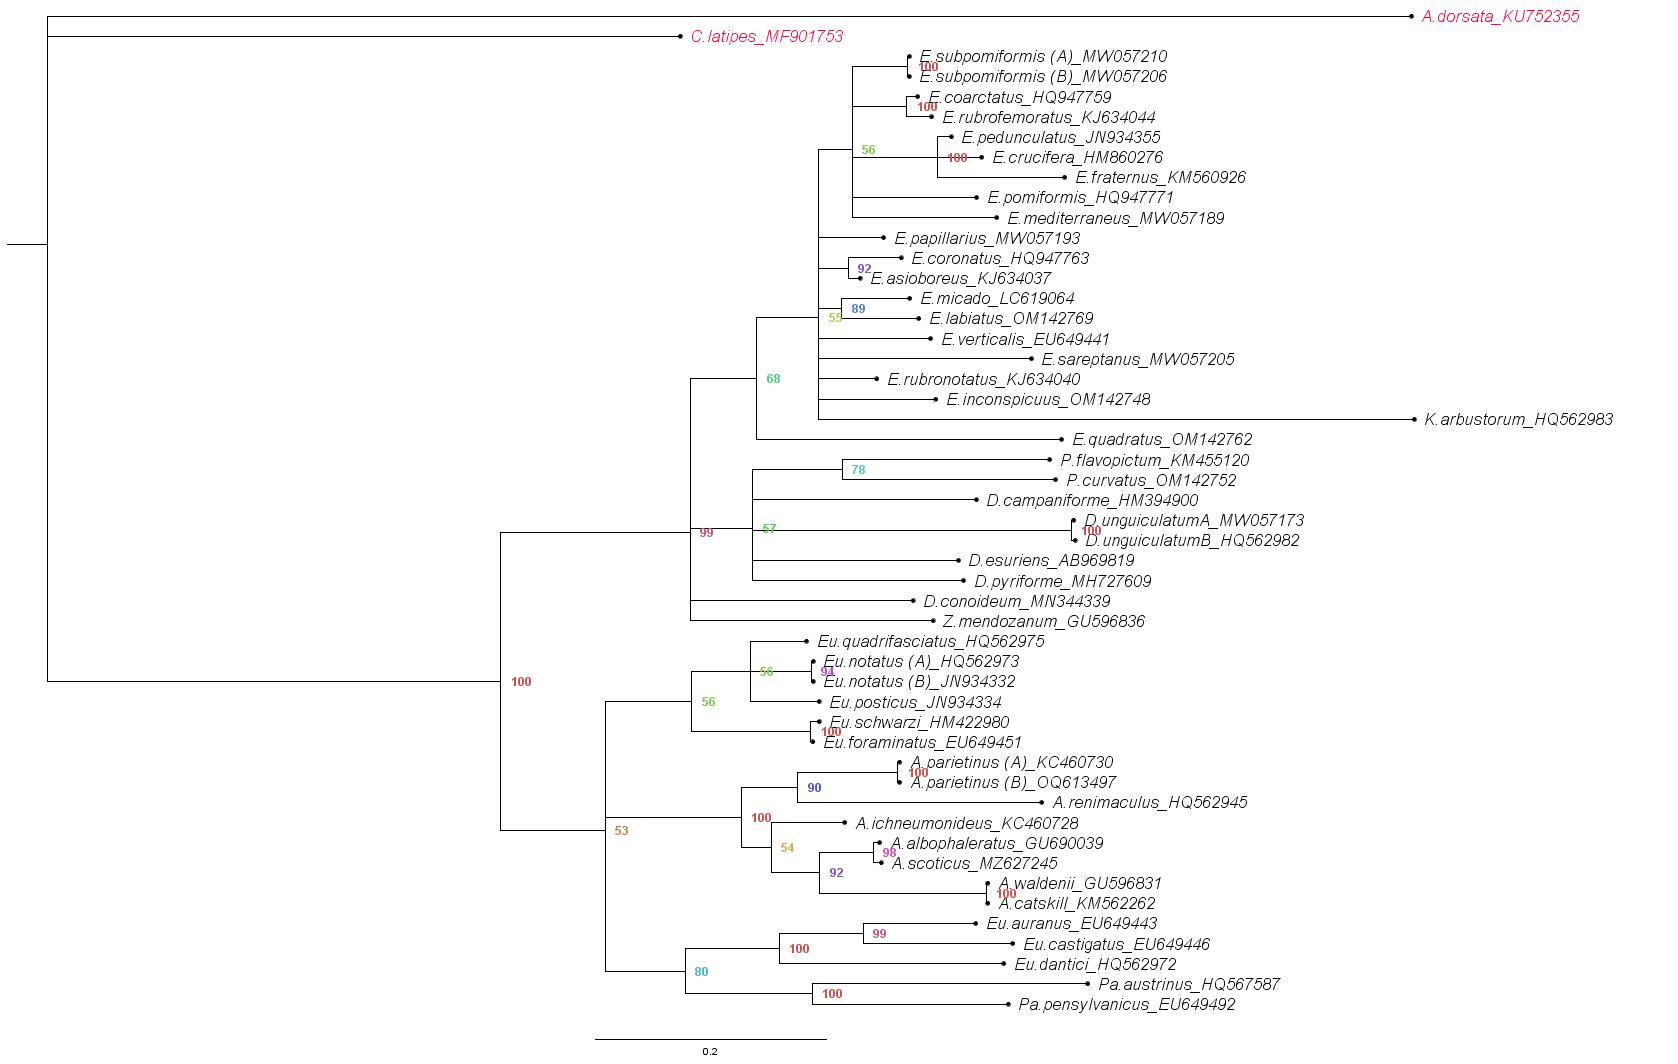 A.dorsata_KU752355
C.latipes_MF901753
E.subpomiformis (A)_MW057210
100
E.subpomiformis (B)_MW057206
E.coarctatus_HQ947759
100
E.rubrofemoratus_KJ634044
E.pedunculatus_JN934355
56
100
E.crucifera_HM860276
E.fraternus_KM560926
E.pomiformis_HQ947771
E.mediterraneus_MW057189
E.papillarius_MW057193
E.coronatus_HQ947763
92
E.asioboreus_KJ634037
E.micado_LC619064
89
55
E.labiatus_OM142769
E.verticalis_EU649441
E.sareptanus_MW057205
68
E.rubronotatus_KJ634040
E.inconspicuus_OM142748
K.arbustorum_HQ562983
E.quadratus_OM142762
P.flavopictum_KM455120
78
P.curvatus_OM142752
D.campaniforme_HM394900
D.unguiculatumA_MW057173
99
57
100
D.unguiculatumB_HQ562982
D.esuriens_AB969819
D.pyriforme_MH727609
D.conoideum_MN344339
Z.mendozanum_GU596836
Eu.quadrifasciatus_HQ562975
Eu.notatus (A)_HQ562973
56
94
100
Eu.notatus (B)_JN934332
56
Eu.posticus_JN934334
Eu.schwarzi_HM422980
100
Eu.foraminatus_EU649451
A.parietinus (A)_KC460730
100
A.parietinus (B)_OQ613497
90
A.renimaculus_HQ562945
100
A.ichneumonideus_KC460728
53
A.albophaleratus_GU690039
54
98
A.scoticus_MZ627245
92
A.waldenii_GU596831
100
A.catskill_KM562262
Eu.auranus_EU649443
99
Eu.castigatus_EU649446
100
Eu.dantici_HQ562972
80
Pa.austrinus_HQ567587
100
Pa.pensylvanicus_EU649492
0.2